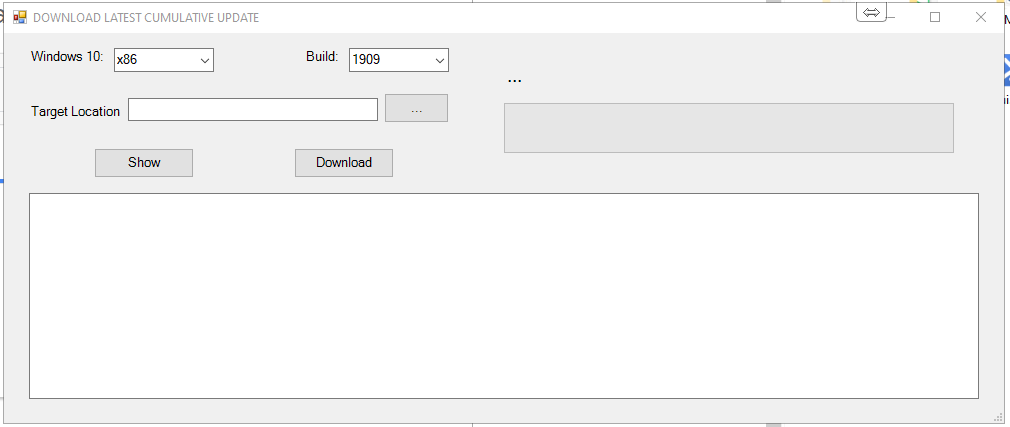 DOWNLOAD LATEST CUMULATIVE UPDATE
Windows 10: x86 Build: 1909
...
Target Location ...
Show Download